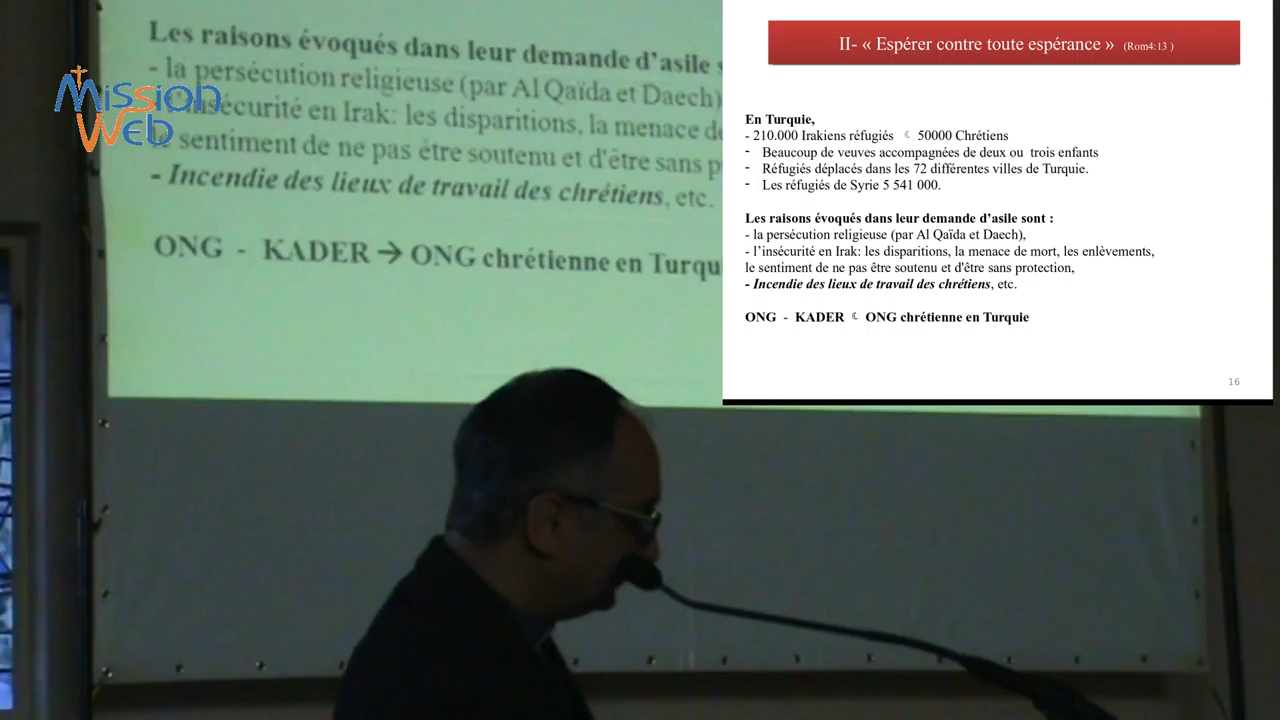 Les raisons évoqués dans leur demande d’asile s
- la persécution religieuse (par Al Qaïda et Daech)
l'insécurité en Irak: les disparitions, la menace de
le sentiment de ne pas être soutenu et d'être sans p
- Incendie des lieux de travail des chrétiens, etc.
ONG - KADER → ONG chrétienne en Turqu
Mission
Web
II- « Espérer contre toute espérance » (Rom4:13 )
En Turquie,
- 210.000 Irakiens réfugiés ☾ 50000 Chrétiens
- Beaucoup de veuves accompagnées de deux ou trois enfants
- Réfugiés déplacés dans les 72 différentes villes de Turquie.
- Les réfugiés de Syrie 5 541 000.
Les raisons évoqués dans leur demande d’asile sont :
- la persécution religieuse (par Al Qaïda et Daech),
- l’insécurité en Irak: les disparitions, la menace de mort, les enlèvements,
le sentiment de ne pas être soutenu et d'être sans protection,
- Incendie des lieux de travail des chrétiens, etc.
ONG - KADER ☾ ONG chrétienne en Turquie
16